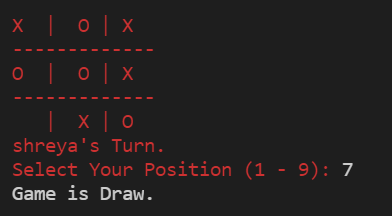 X | O | X
-------------
O | O | X
-------------
| X | O
shreya's Turn.
Select Your Position (1 - 9): 7
Game is Draw.